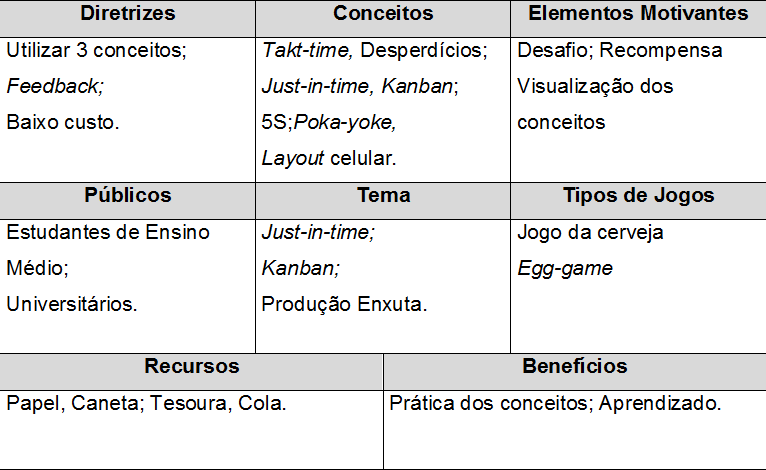 Diretrizes
Utilizar 3 conceitos;
Feedback;
Baixo custo.
Conceitos
Takt-time, Desperdícios;
Just-in-time, Kanban;
5S;Poka-yoke,
Layout celular.
Elementos Motivantes
Desafio; Recompensa
Visualização dos
conceitos
Públicos
Estudantes de Ensino
Médio;
Universitários.
Tema
Just-in-time;
Kanban;
Produção Enxuta.
Tipos de Jogos
Jogo da cerveja
Egg-game
Recursos
Papel, Caneta; Tesoura, Cola.
Benefícios
Prática dos conceitos; Aprendizado.